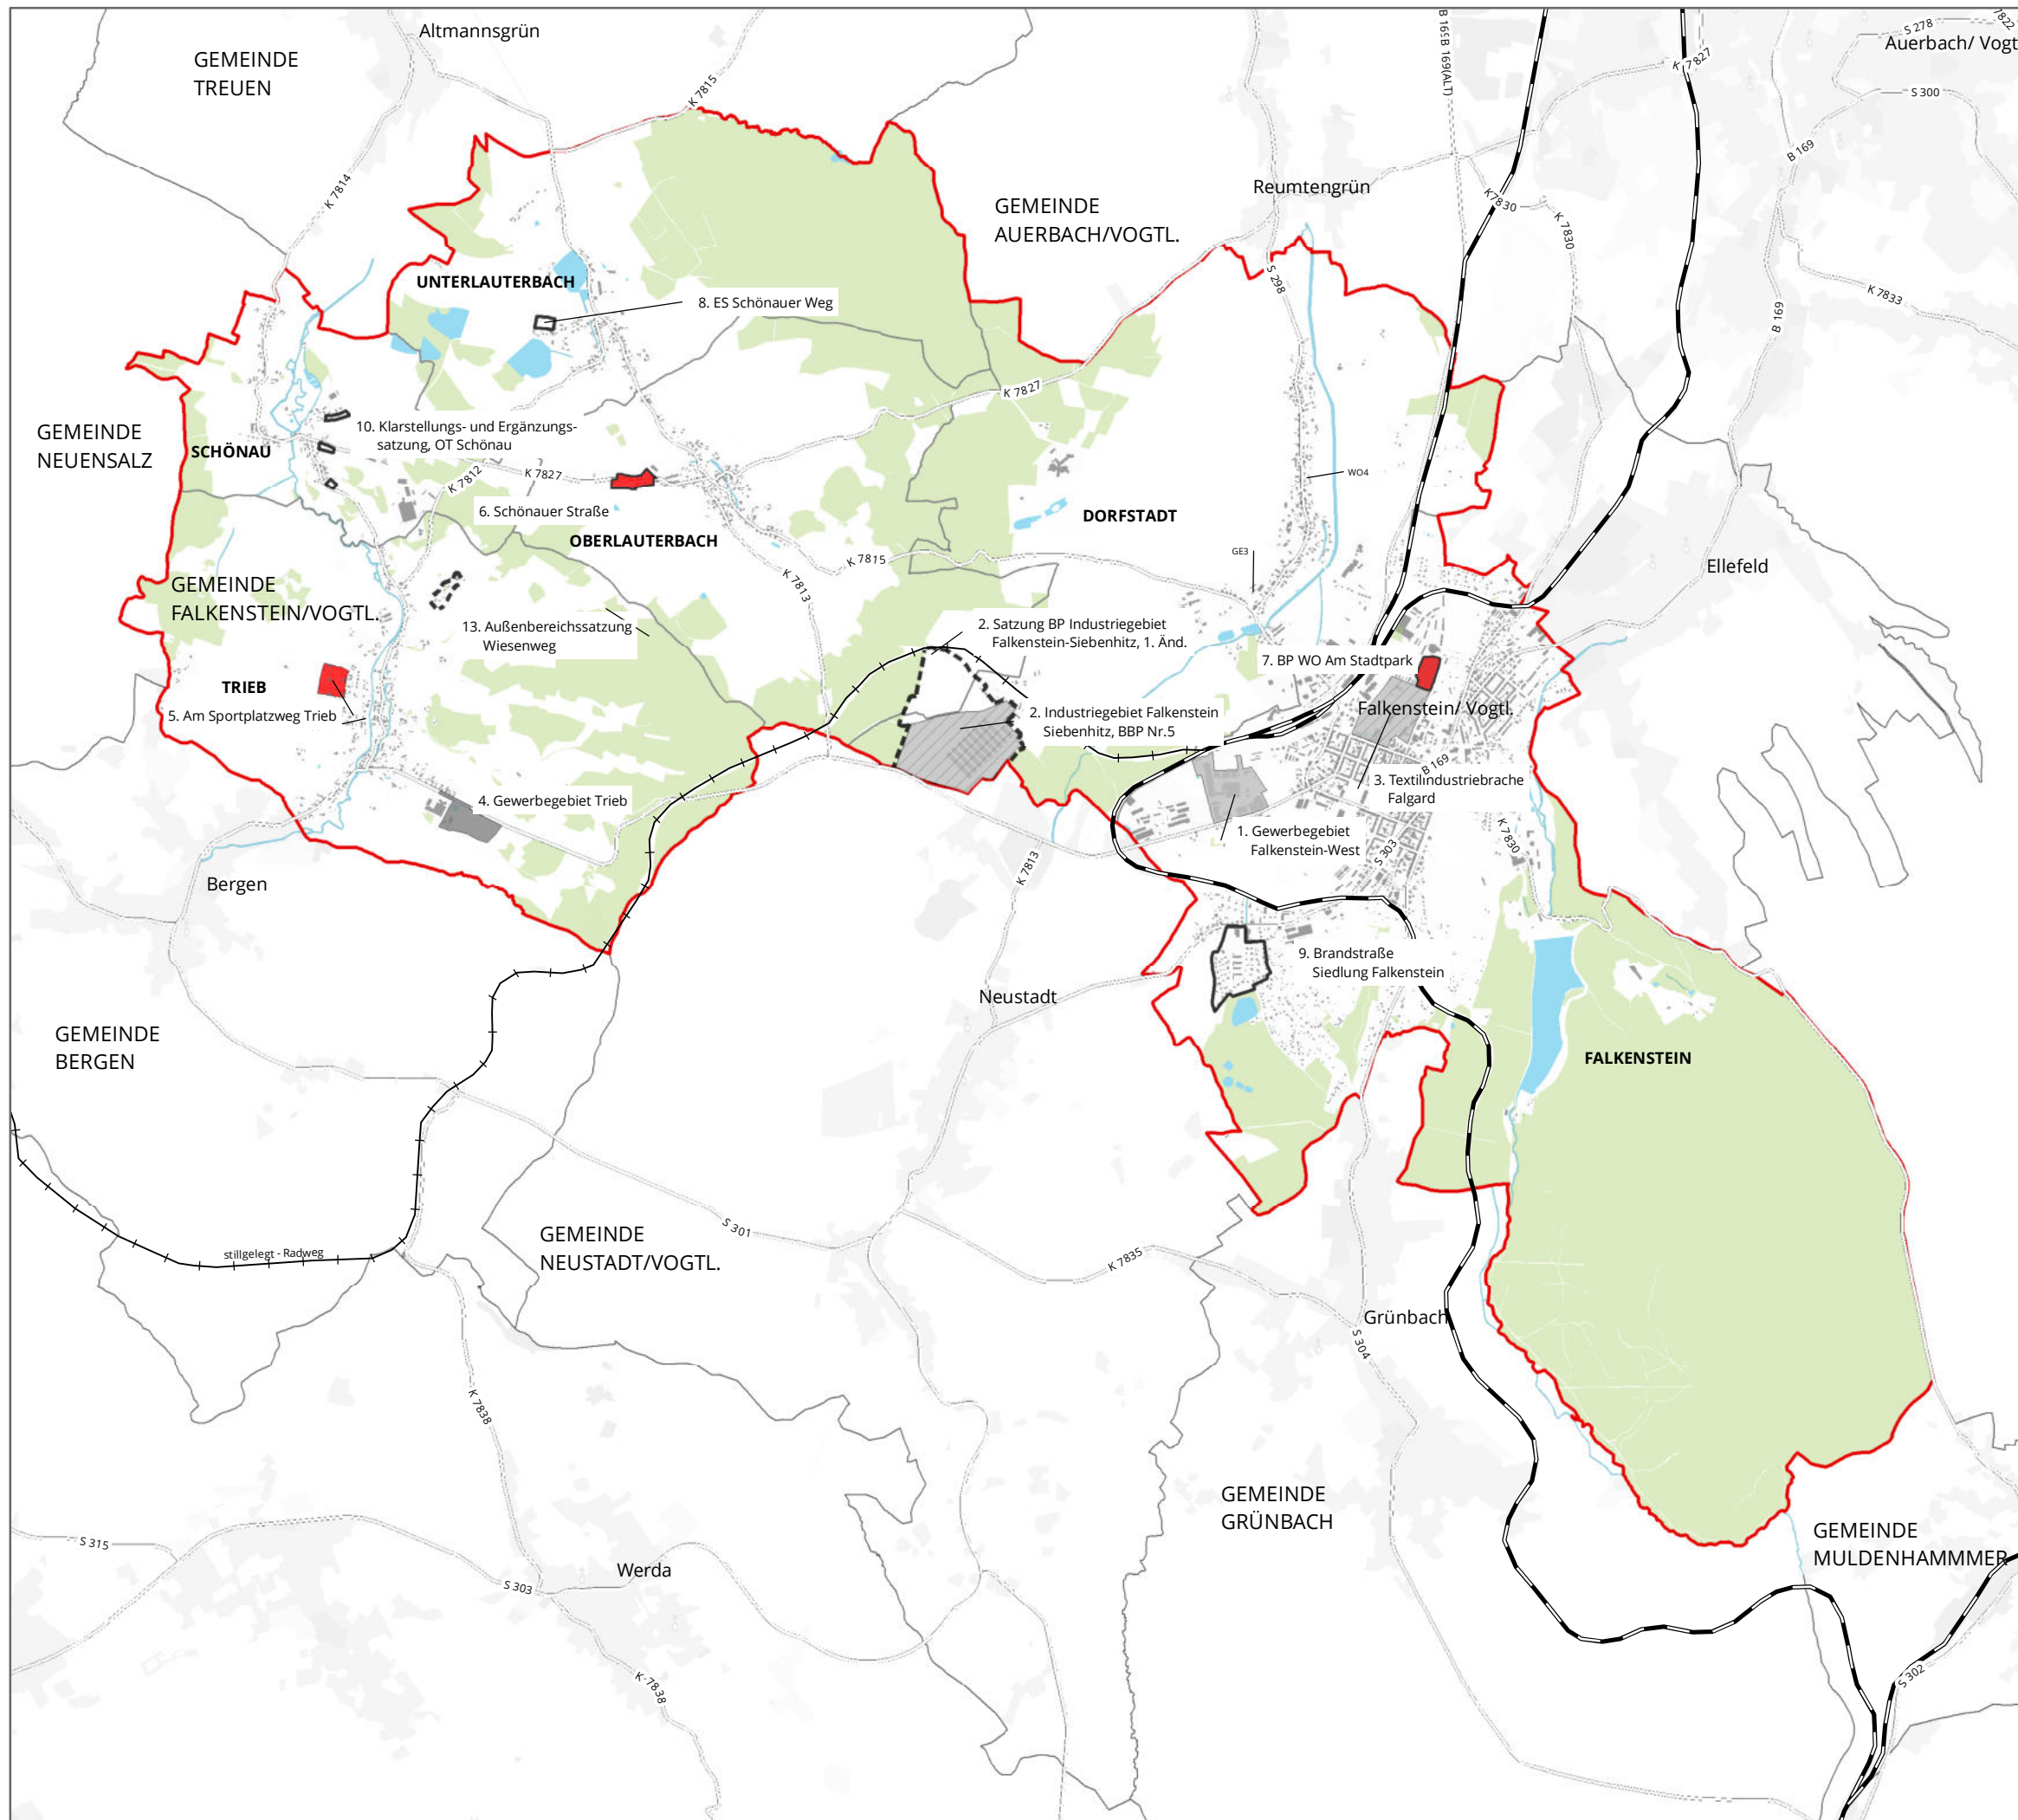 Altmannsgrün
GEMEINDE
TREUEN
K 7815
B 169
B 169(ALT)
K 7827
S 278
7822
Auerbach/ Vogt
S 300
B 169
K 7814
Reumtengrün
K7830
K 7830
GEMEINDE
AUERBACH/VOGTL.
S 298
K 7833
B 169
UNTERLAUTERBACH
8. ES Schönauer Weg
K 7827
GEMEINDE
NEUENSALZ
SCHÖNAU
10. Klarstellungs- und Ergänzungs-
satzung, OT Schönau
K 7812
K 7827
WO4
6. Schönauer Straße
OBERLAUTERBACH
DORFSTADT
GE3
K 7815
K 7813
Ellefeld
GEMEINDE
FALKENSTEIN/VOGTL.
13. Außenbereichssatzung
Wiesenweg
2. Satzung BP Industriegebiet
Falkenstein-Siebenhitz, 1. Änd.
7. BP WO Am Stadtpark
TRIEB
5. Am Sportplatzweg Trieb
2. Industriegebiet Falkenstein
Siebenhitz, BBP Nr.5
Falkenstein/ Vogtl.
B 169
3. Textilindustriebrache
Falgard
4. Gewerbegebiet Trieb
1. Gewerbegebiet
Falkenstein-West
S 303
K 7830
K 7813
Bergen
9. Brandstraße
Siedlung Falkenstein
Neustadt
GEMEINDE
BERGEN
FALKENSTEIN
S 301
GEMEINDE
NEUSTADT/VOGTL.
stillgelegt - Radweg
K 7835
Grünbach
S 304
K 7838
GEMEINDE
GRÜNBACH
GEMEINDE
MULDENHAMMMER
S 315
Werda
S 303
K 7838
S 302